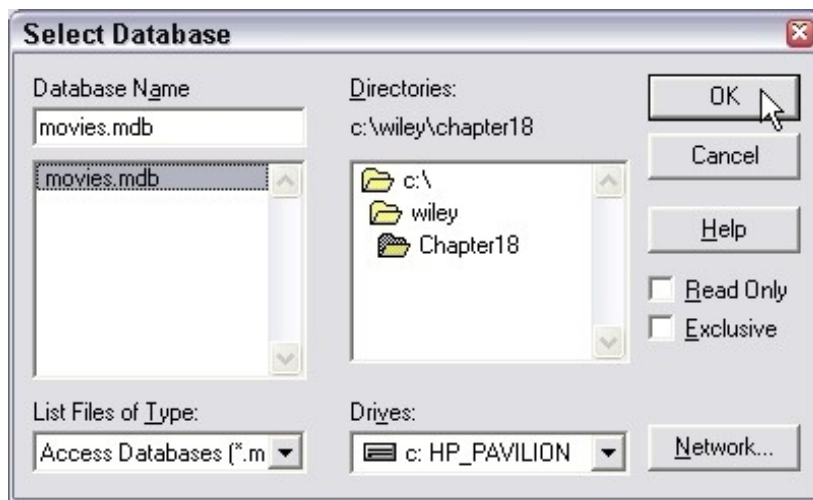 Select Database
Database Name
movies.mdb
movies.mdb
List Files of Type:
Access Databases (*.m
Directories:
c:\wiley\chapter18
c:\
wiley
Chapter18
Drives:
c: HP_PAVILION
OK
Cancel
Help
Read Only
Exclusive
Network...